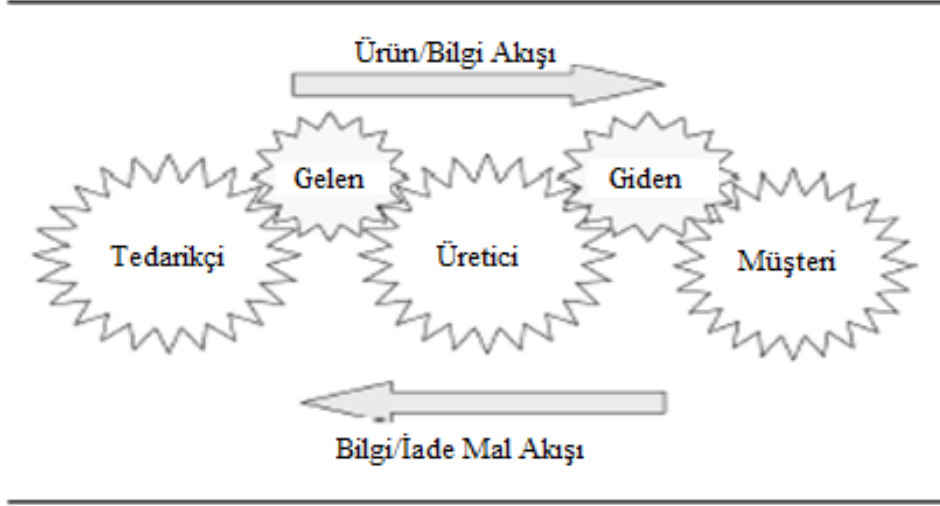 Ürün/Bilgi Akışı
Gelen
Giden
Tedarikçi
Üretici
Müşteri
Bilgi/İade Mal Akışı